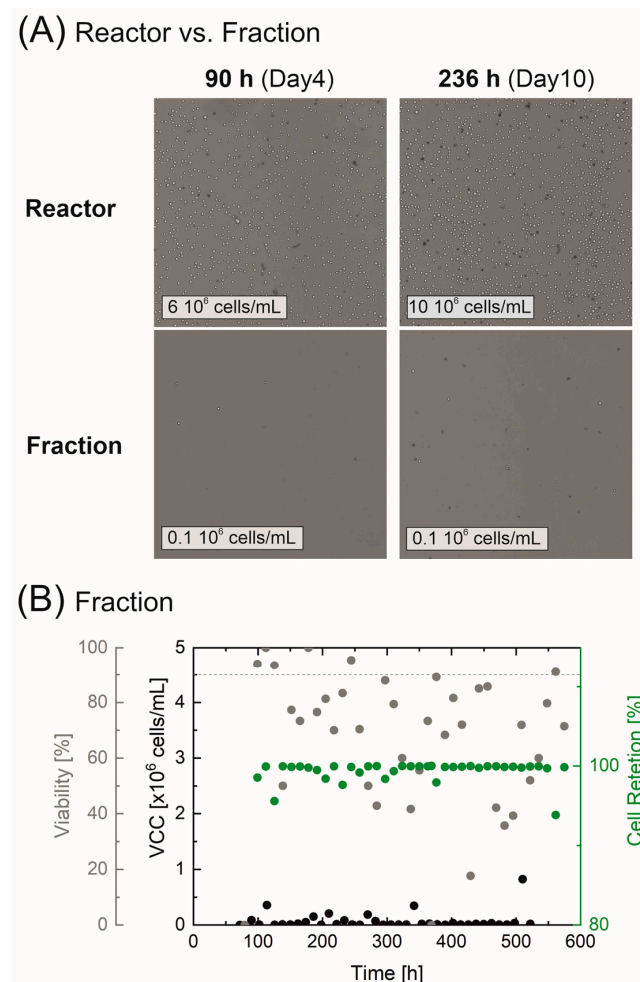 (A) Reactor vs. Fraction
90 h (Day4)
236 h (Day10)
Reactor
6 10⁶ cells/mL
10 10⁶ cells/mL
Fraction
0.1 10⁶ cells/mL
0.1 10⁶ cells/mL
(B) Fraction
Viability [%]
100
80
60
40
20
0
VCC [x10⁶ cells/mL]
5
4
3
2
1
0
Cell Retetion [%]
100
80
0
100
200
300
400
500
600
Time [h]